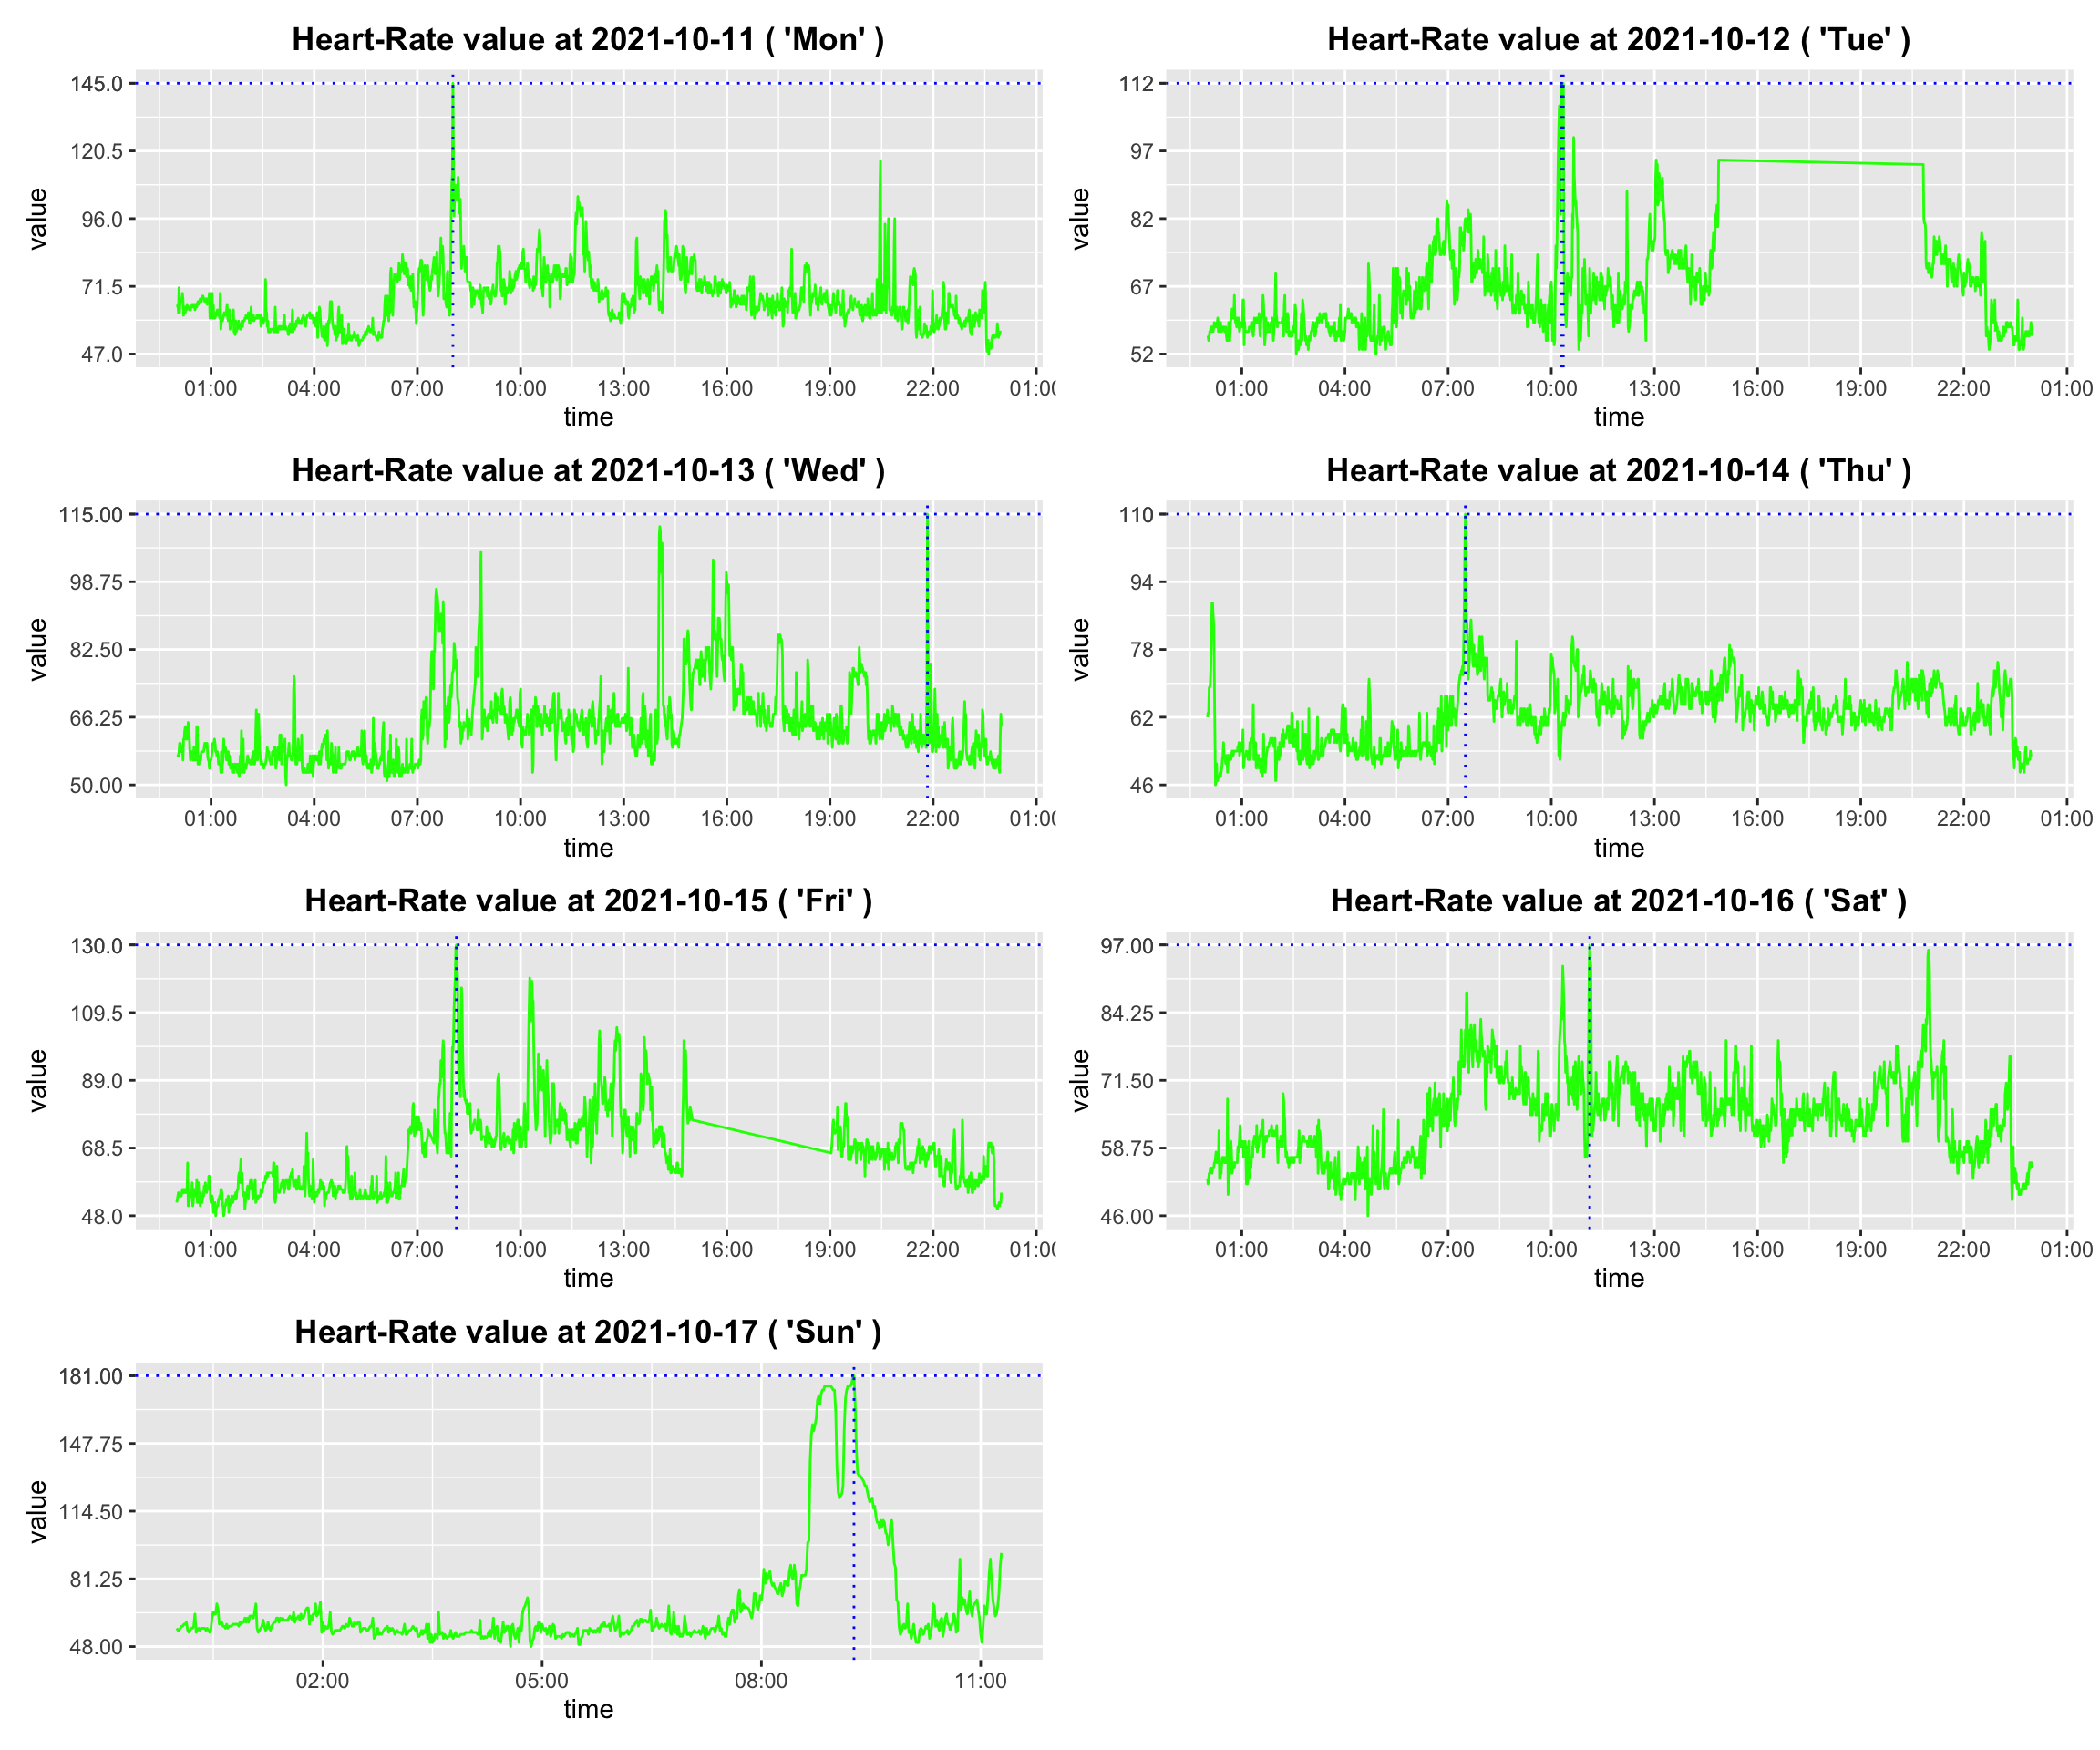 Heart-Rate value at 2021-10-11 ( 'Mon' )
145.0
120.5
96.0
71.5
47.0
value
01:00 04:00 07:00 10:00 13:00 16:00 19:00 22:00 01:00
time
Heart-Rate value at 2021-10-12 ( 'Tue' )
112
97
82
67
52
value
01:00 04:00 07:00 10:00 13:00 16:00 19:00 22:00 01:00
time
Heart-Rate value at 2021-10-13 ( 'Wed' )
115.00
98.75
82.50
66.25
50.00
value
01:00 04:00 07:00 10:00 13:00 16:00 19:00 22:00 01:00
time
Heart-Rate value at 2021-10-14 ( 'Thu' )
110
94
78
62
46
value
01:00 04:00 07:00 10:00 13:00 16:00 19:00 22:00 01:00
time
Heart-Rate value at 2021-10-15 ( 'Fri' )
130.0
109.5
89.0
68.5
48.0
value
01:00 04:00 07:00 10:00 13:00 16:00 19:00 22:00 01:00
time
Heart-Rate value at 2021-10-16 ( 'Sat' )
97.00
84.25
71.50
58.75
46.00
value
01:00 04:00 07:00 10:00 13:00 16:00 19:00 22:00 01:00
time
Heart-Rate value at 2021-10-17 ( 'Sun' )
181.00
147.75
114.50
81.25
48.00
value
02:00 05:00 08:00 11:00
time